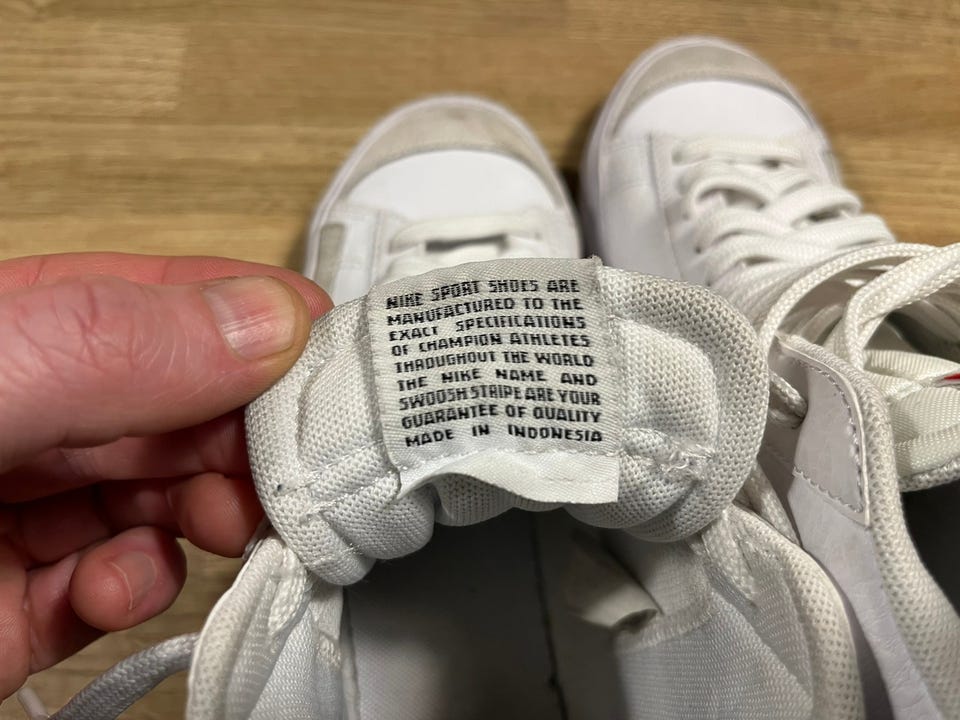 NIKE SPORT SHOES ARE
MANUFACTURED TO THE
EXACT SPECIFICATIONS
OF CHAMPION ATHLETES
THROUGHOUT THE WORLD
THE NIKE NAME AND
SWOOSH STRIPE ARE YOUR
GUARANTEE OF QUALITY
MADE IN INDONESIA